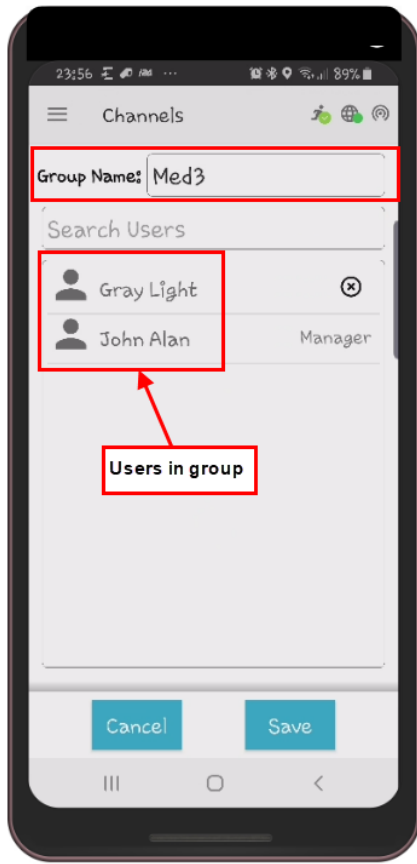 23:56 ··· 89%
Channels
Group Name: Med3
Search Users
Gray Light
John Alan Manager
Users in group
Cancel Save